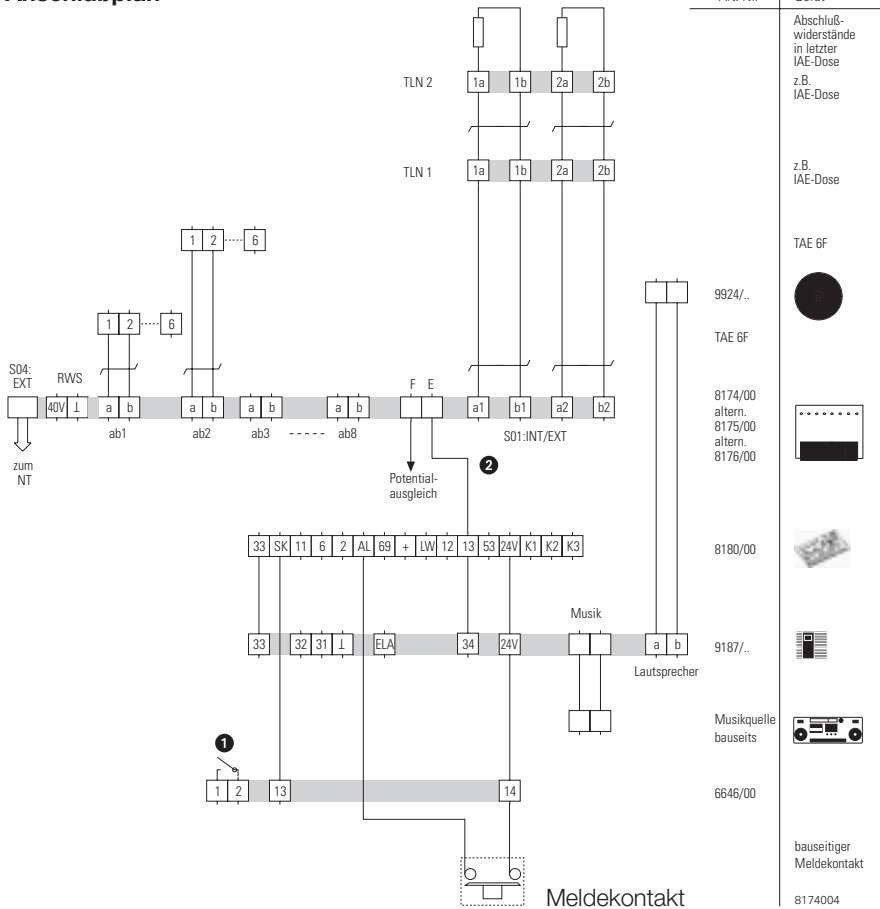 Anschlußplan
Abschluß-
widerstände
in letzter
IAE-Dose
TLN 2
1a 1b 2a 2b
z.B.
IAE-Dose
TLN 1
1a 1b 2a 2b
z.B.
IAE-Dose
1 2 6
TAE 6F
9924/..
1 2 6
TAE 6F
S04:
EXT
RWS
F E
40V ⊥ a b a b a b a b a1 b1 a2 b2
ab1 ab2 ab3 ab8 S01:INT/EXT
8174/00
altern.
8175/00
altern.
8176/00
zum
NT
Potential-
ausgleich
2
33 SK 11 6 2 AL 69 + LW 12 13 53 24V K1 K2 K3
8180/00
Musik
33 32 31 ⊥ ELA 34 24V a b
9187/..
Lautsprecher
Musikquelle
bauseits
1
1 2 13 14
6646/00
bauseitiger
Meldekontakt
Meldekontakt
8174004